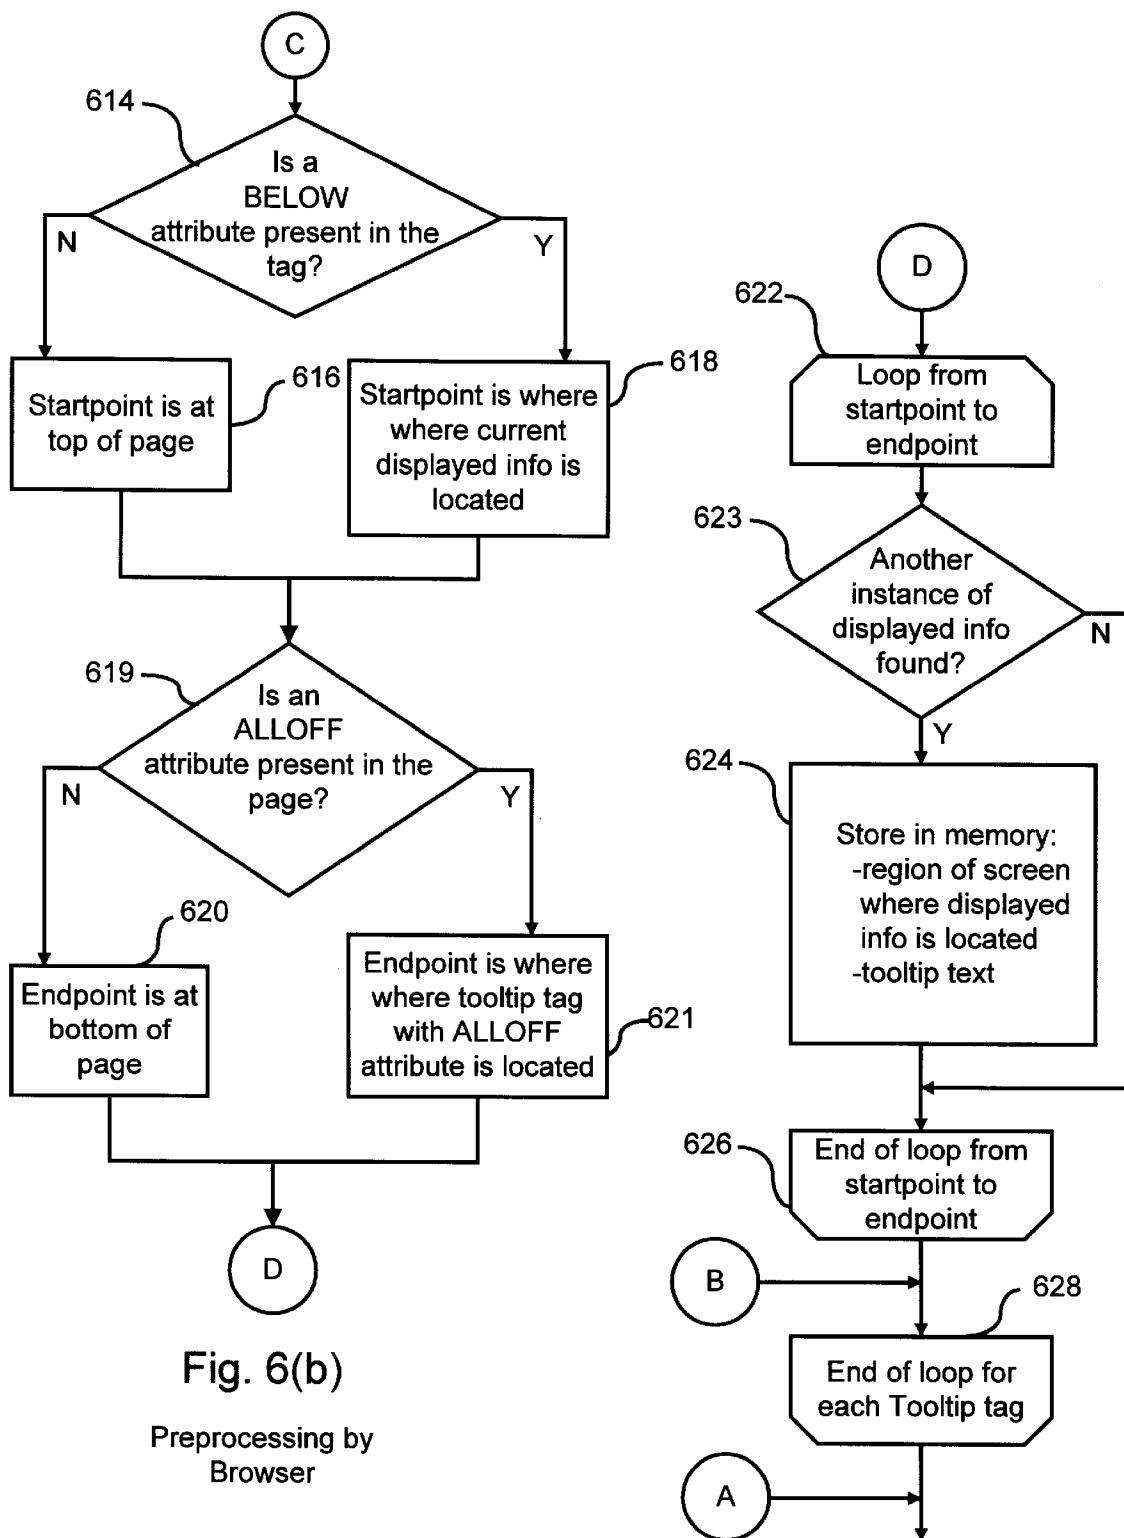 C
614
Is a
BELOW
attribute present in the
tag?
N
Y
616
Startpoint is at
top of page
618
Startpoint is where
where current
displayed info is
located
619
Is an
ALLOFF
attribute present in the
page?
N
Y
620
Endpoint is at
bottom of
page
Endpoint is where
where tooltip tag
with ALLOFF
attribute is located
621
D
Fig. 6(b)
Preprocessing by
Browser
D
622
Loop from
startpoint to
endpoint
623
Another
instance of
displayed info
found?
N
Y
624
Store in memory:
-region of screen
where displayed
info is located
-tooltip text
626
End of loop from
startpoint to
endpoint
B
628
End of loop for
each Tooltip tag
A